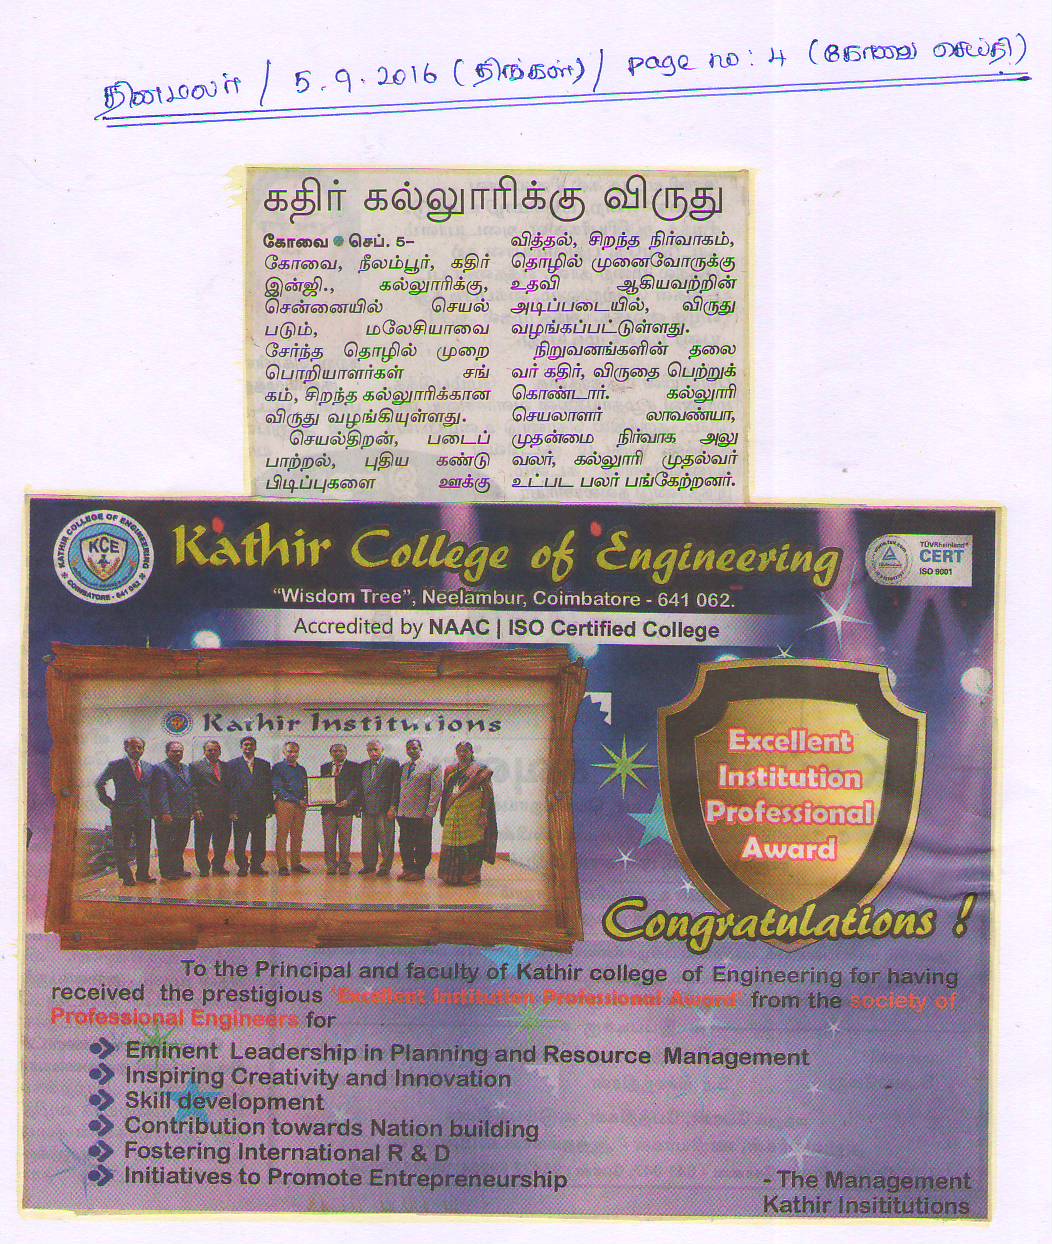 தினமலர் / 5.9.2016 (திங்கள்) / page no: 4 (கோவை செய்தி)
கதிர் கல்லூரிக்கு விருது
கோவை செப். 5–
கோவை, நீலம்பூர், கதிர்
இன்ஜி., கல்லூரிக்கு,
சென்னையில் செயல்
படும், மலேசியாவை
சேர்ந்த தொழில் முறை
பொறியாளர்கள் சங்
கம், சிறந்த கல்லூரிக்கான
விருது வழங்கியுள்ளது.
செயல்திறன், படைப்
பாற்றல், புதிய கண்டு
பிடிப்புகளை ஊக்கு
வித்தல், சிறந்த நிர்வாகம்,
தொழில் முனைவோருக்கு
உதவி ஆகியவற்றின்
அடிப்படையில், விருது
வழங்கப்பட்டுள்ளது.
நிறுவனங்களின் தலை
வர் கதிர், விருதை பெற்றுக்
கொண்டார். கல்லூரி
செயலாளர் லாவண்யா,
முதன்மை நிர்வாக அலு
வலர், கல்லூரி முதல்வர்
உட்பட பலர் பங்கேற்றனர்.
KATHIR COLLEGE OF ENGINEERING
KCE
COIMBATORE - 641 062
Kathir College of Engineering
TÜVRheinland®
CERT
ISO 9001
"Wisdom Tree", Neelambur, Coimbatore - 641 062.
Accredited by NAAC | ISO Certified College
Kathir Institutions
Excellent
Institution
Professional
Award
Congratulations !
To the Principal and faculty of Kathir college of Engineering for having
received the prestigious 'Excellent Institution Professional Award' from the society of
Professional Engineers for
Eminent Leadership in Planning and Resource Management
Inspiring Creativity and Innovation
Skill development
Contribution towards Nation building
Fostering International R & D
Initiatives to Promote Entrepreneurship
- The Management
Kathir Insititutions